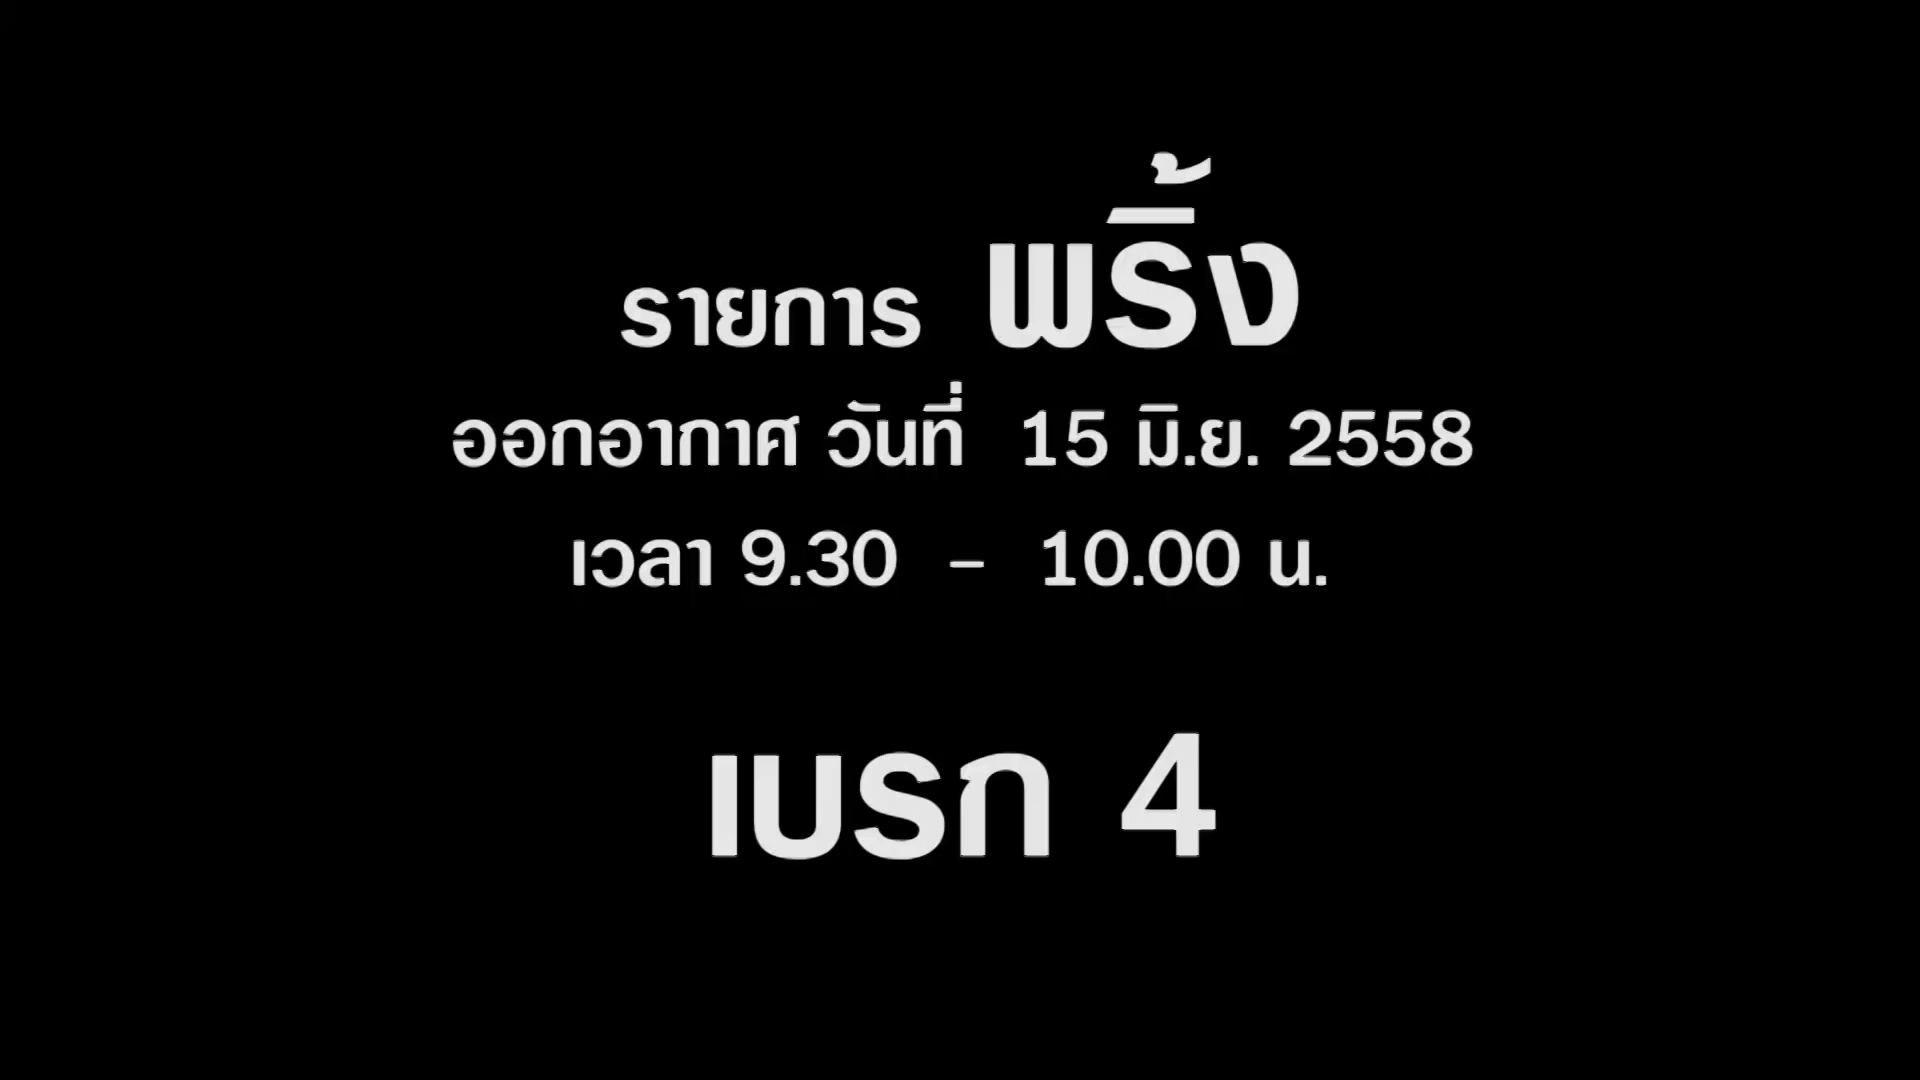 รายการ พริ้ง
ออกอากาศ วันที่ 15 มิ.ย. 2558
เวลา 9.30 – 10.00 น.
เบรก 4